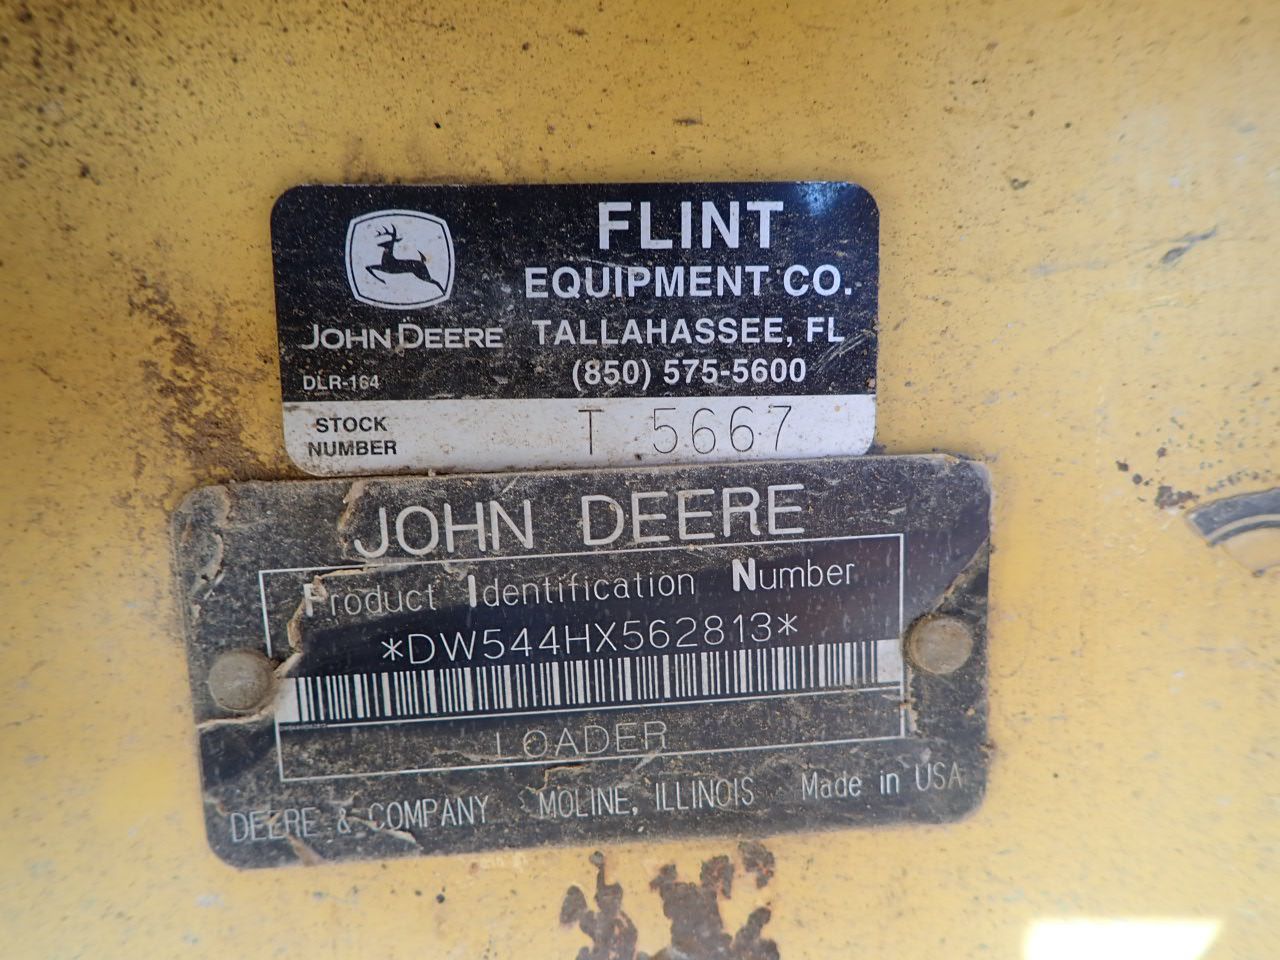 FLINT
EQUIPMENT CO.
JOHN DEERE
TALLAHASSEE, FL
DLR-164
(850) 575-5600
STOCK
NUMBER
T 5667
JOHN DEERE
Product Identification Number
*DW544HX562813*
LOADER
DEERE & COMPANY MOLINE, ILLINOIS Made in USA